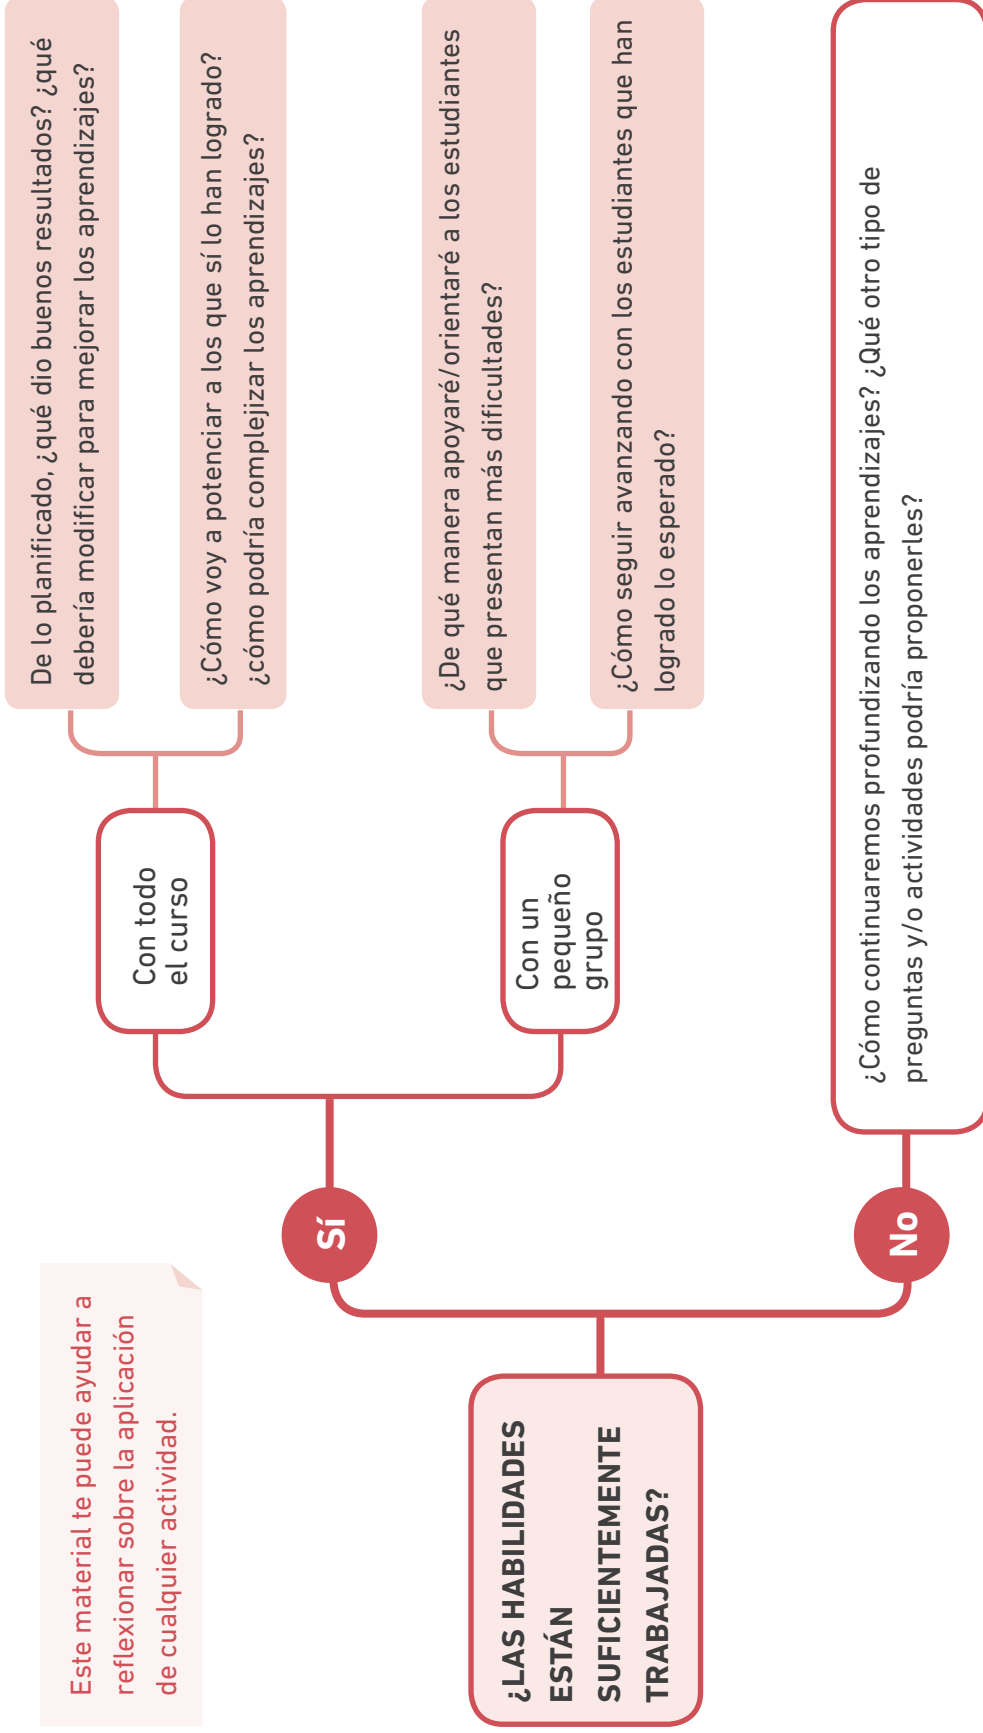 Este material te puede ayudar a
reflexionar sobre la aplicación
de cualquier actividad.
¿LAS HABILIDADES
ESTÁN
SUFICIENTEMENTE
TRABAJADAS?
Sí
Con todo
el curso
De lo planificado, ¿qué dio buenos resultados? ¿qué
debería modificar para mejorar los aprendizajes?
¿Cómo voy a potenciar a los que sí lo han logrado?
¿cómo podría complejizar los aprendizajes?
Con un
pequeño
grupo
¿De qué manera apoyaré/orientaré a los estudiantes
que presentan más dificultades?
¿Cómo seguir avanzando con los estudiantes que han
logrado lo esperado?
No
¿Cómo continuaremos profundizando los aprendizajes? ¿Qué otro tipo de
preguntas y/o actividades podría proponerles?